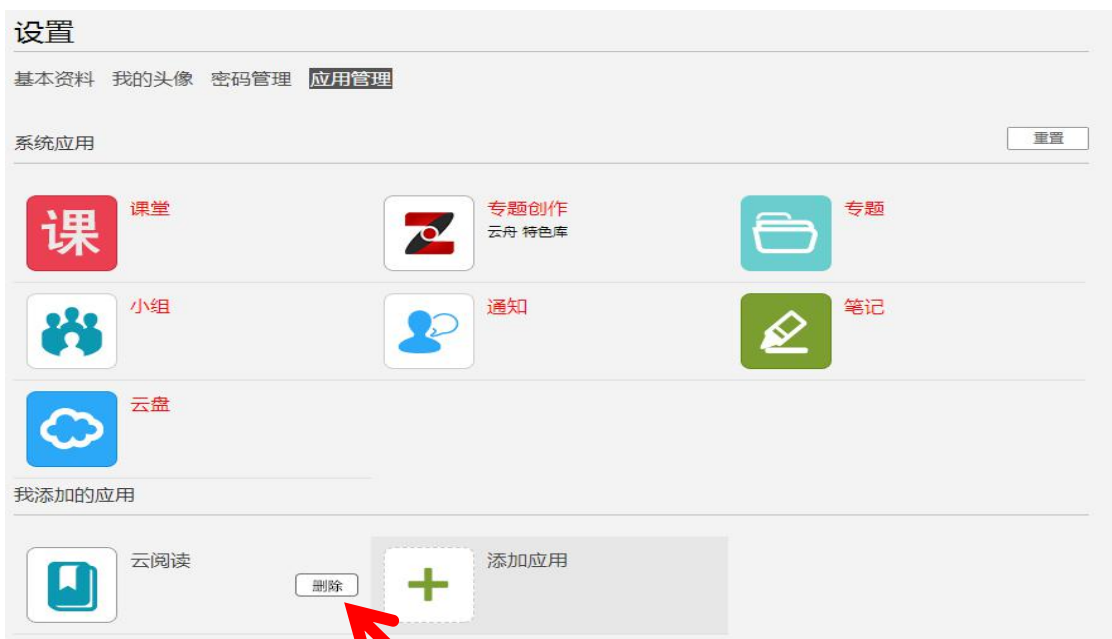 设置
基本资料 我的头像 密码管理 应用管理
系统应用 重置
课 课堂 专题创作 专题
云舟 特色库
小组 通知 笔记
云盘
我添加的应用
云阅读 删除 添加应用